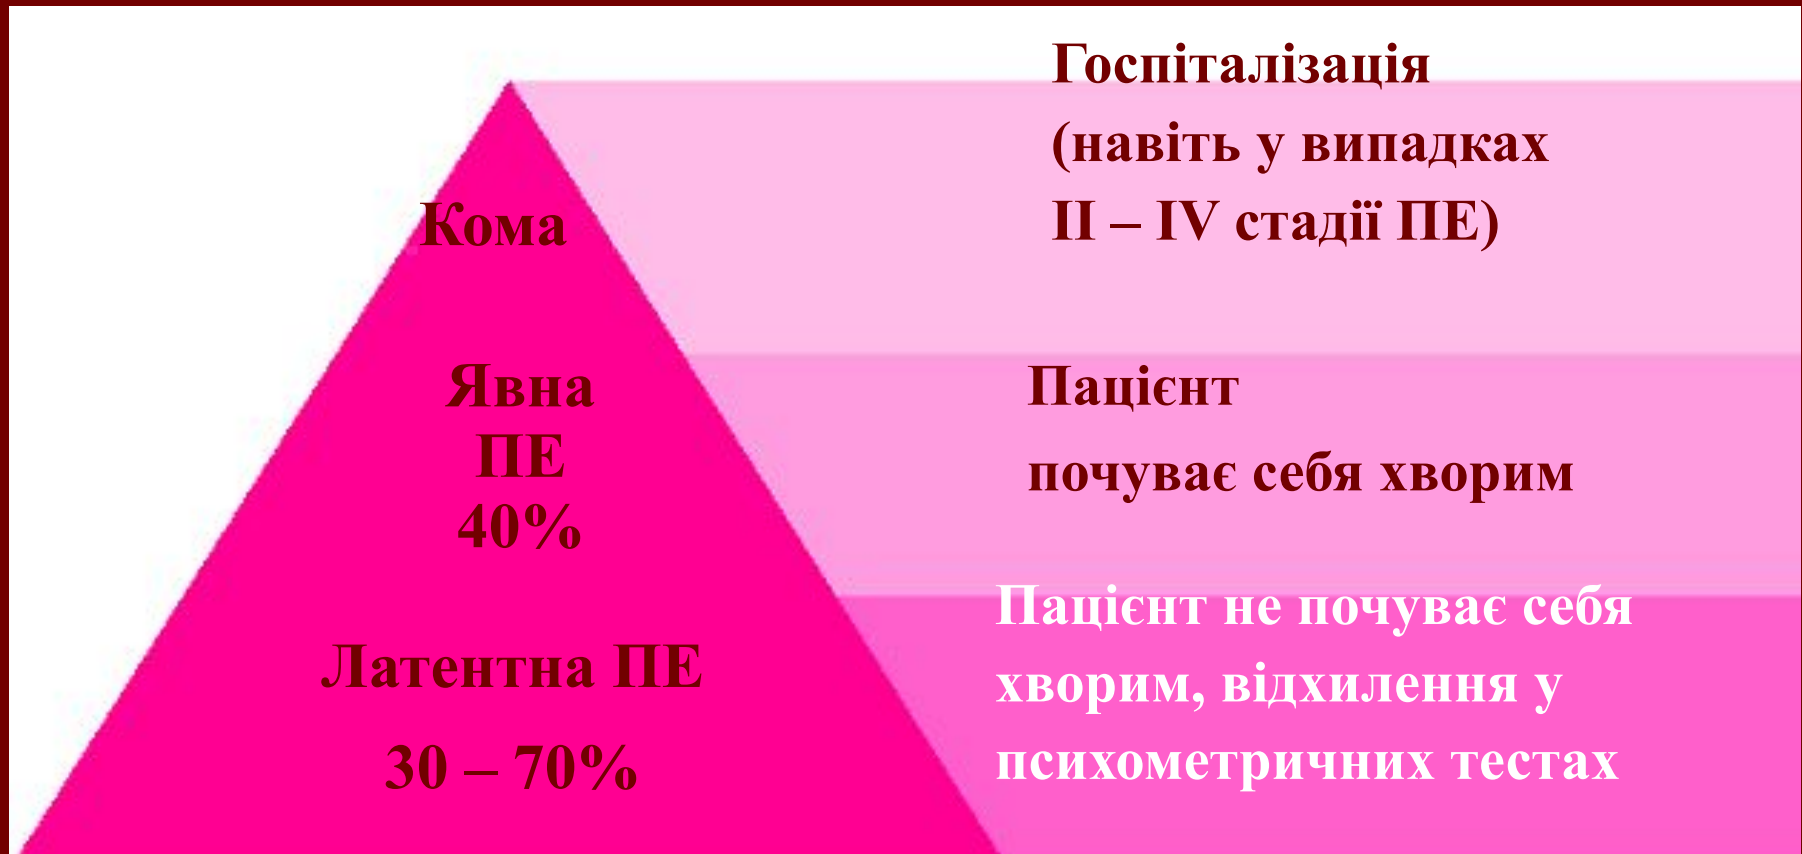 Госпіталізація
(навіть у випадках
II – IV стадії ПЕ)
Кома
Явна
ПЕ
40%
Пацієнт
почуває себя хворим
Латентна ПЕ
30 – 70%
Пацієнт не почуває себя
хворим, відхилення у
психометричних тестах